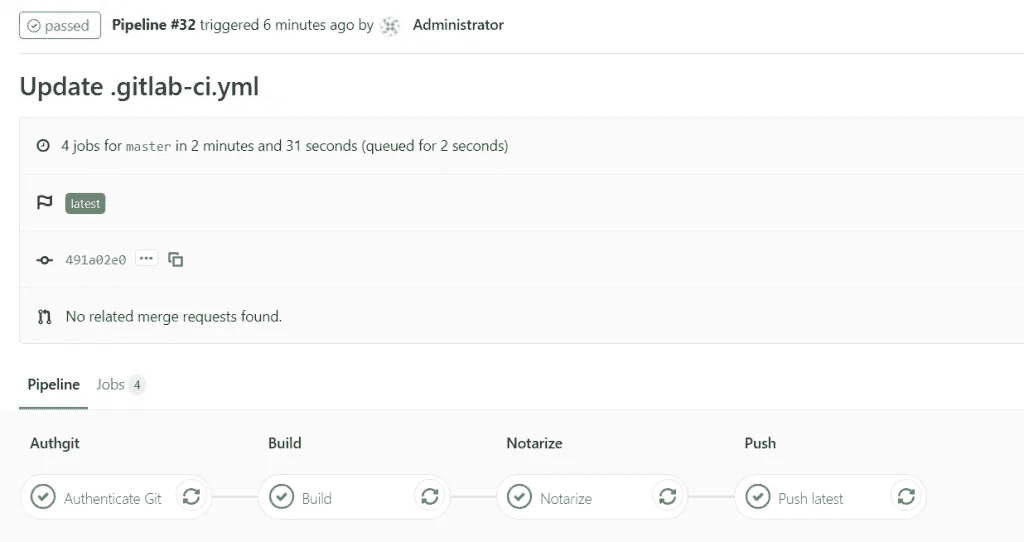 passed Pipeline #32 triggered 6 minutes ago by Administrator
Update .gitlab-ci.yml
4 jobs for master in 2 minutes and 31 seconds (queued for 2 seconds)
latest
491a02e0 ...
No related merge requests found.
Pipeline Jobs 4
Authgit Build Notarize Push
Authenticate Git Build Notarize Push latest